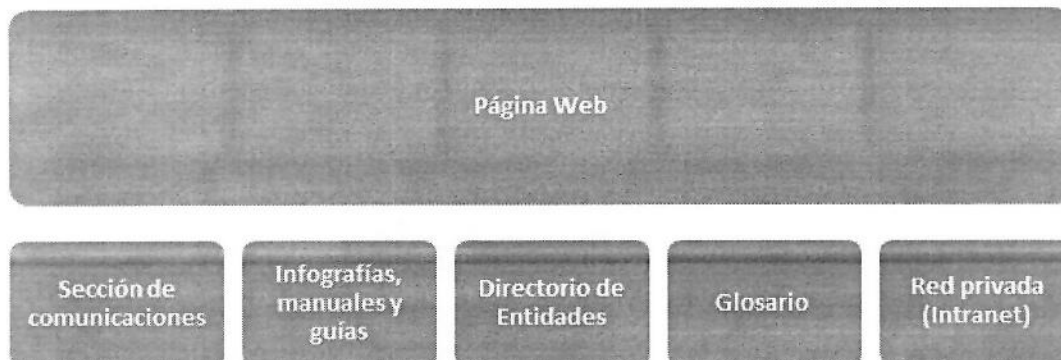 Página Web
Sección de
comunicaciones
Infografías,
manuales y
guías
Directorio de
Entidades
Glosario
Red privada
(Intranet)